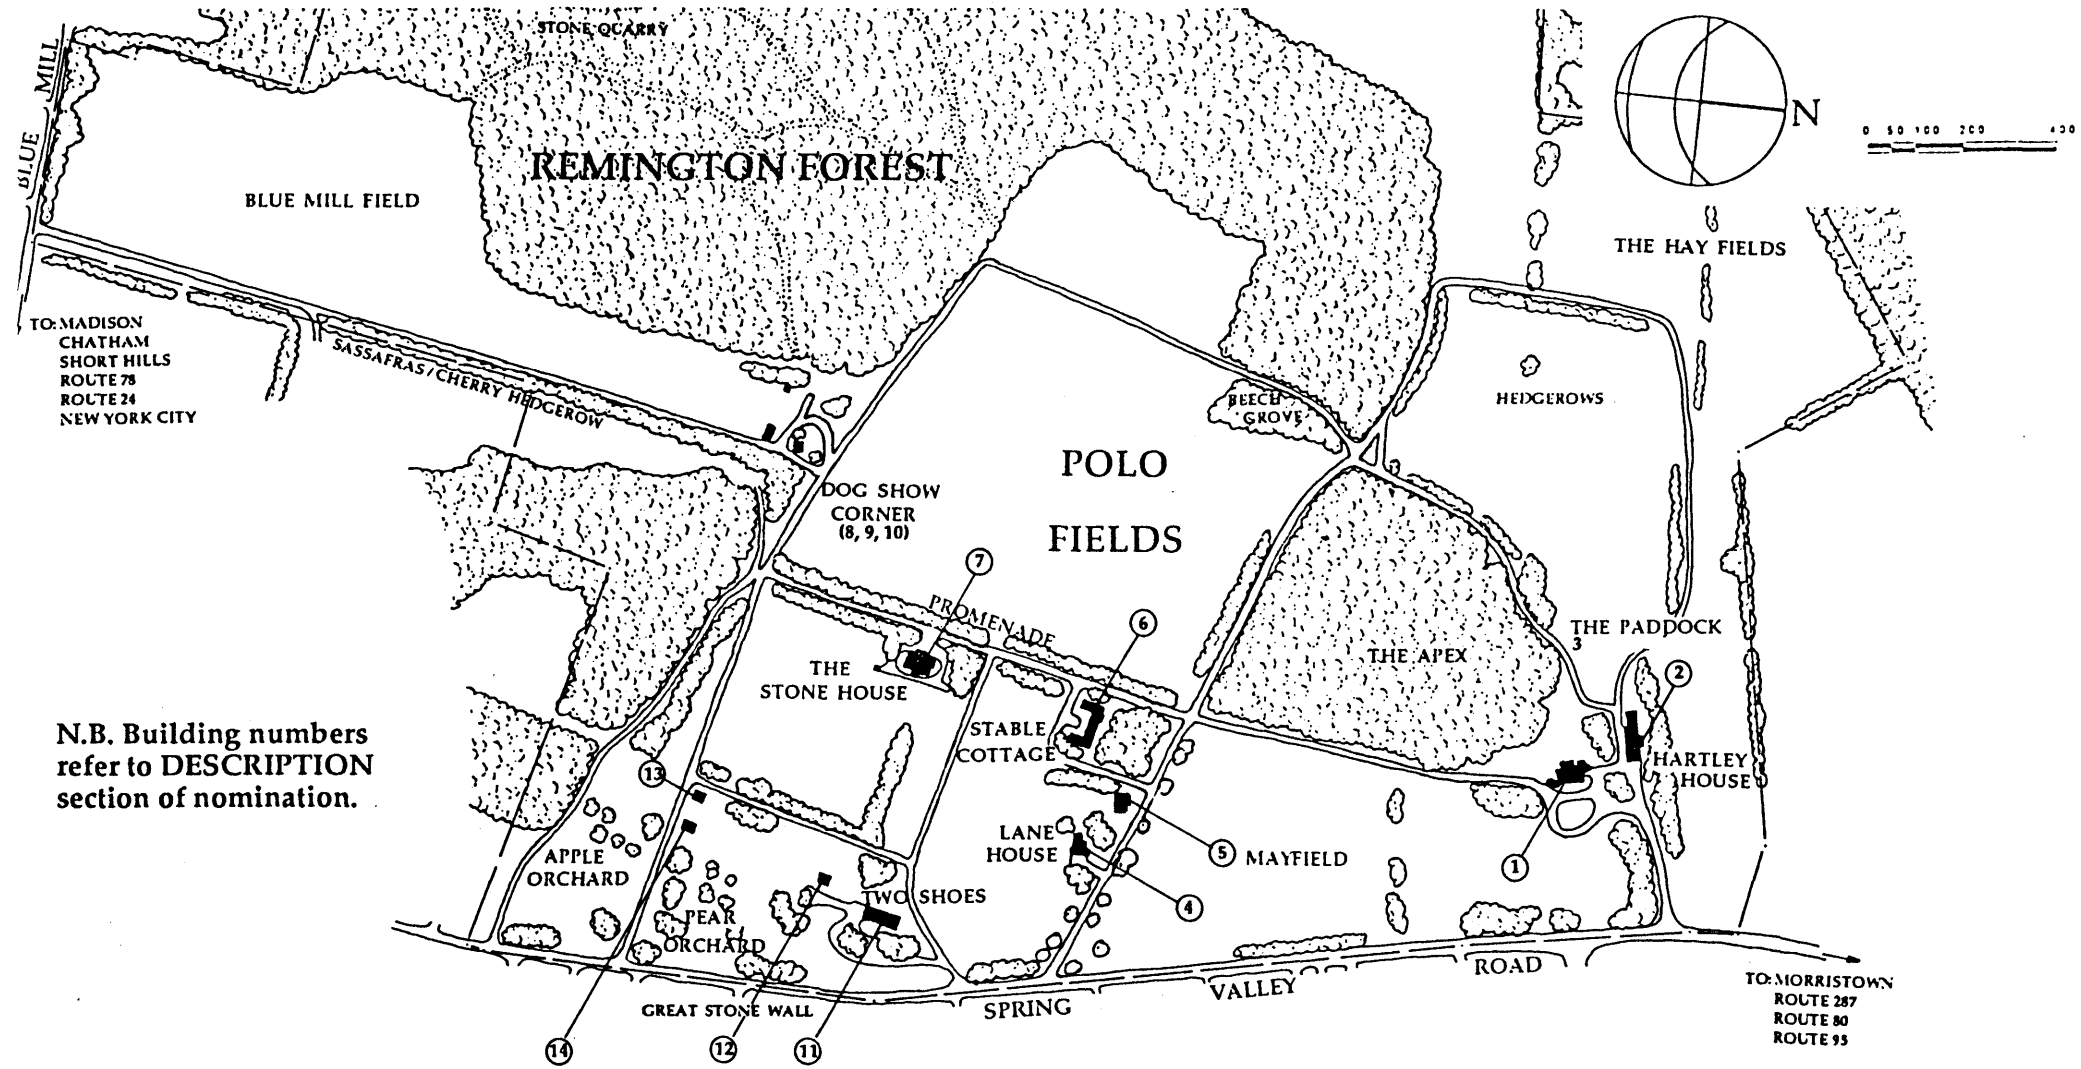 STONE QUARRY
BLUE MILL
REMINGTON FOREST
BLUE MILL FIELD
N
0 50 100 200 400
THE HAY FIELDS
TO: MADISON
CHATHAM
SHORT HILLS
ROUTE 78
ROUTE 24
NEW YORK CITY
SASSAFRAS/CHERRY HEDGEROW
BEECH
GROVE
HEDGEROWS
POLO
FIELDS
DOG SHOW
CORNER
(8, 9, 10)
7
PROMENADE
6
THE PADDOCK
3
THE APEX
2
THE
STONE HOUSE
STABLE
COTTAGE
HARTLEY
HOUSE
N.B. Building numbers
refer to DESCRIPTION
section of nomination.
13
LANE
HOUSE
5 MAYFIELD
1
APPLE
ORCHARD
TWO SHOES
4
PEAR
ORCHARD
GREAT STONE WALL
SPRING VALLEY ROAD
TO: MORRISTOWN
ROUTE 287
ROUTE 80
ROUTE 95
14
12
11